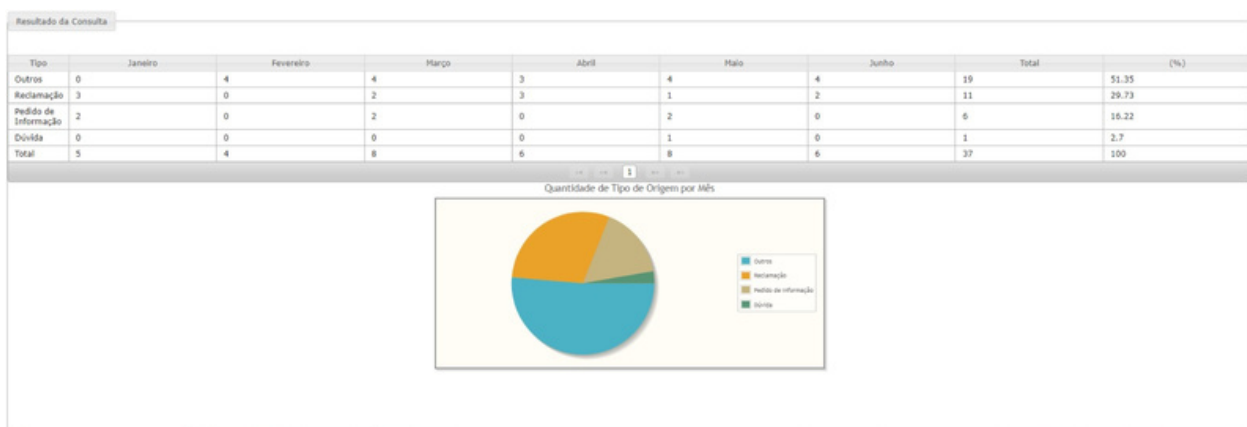 Resultado da Consulta
Tipo Janeiro Fevereiro Março Abril Maio Junho Total (%)
Outros 0 4 4 3 4 4 19 51.35
Reclamação 3 0 2 3 1 2 11 29.73
Pedido de
Informação 2 0 2 0 2 0 6 16.22
Dúvida 0 0 0 0 1 0 1 2.7
Total 5 4 8 6 8 6 37 100
1
Quantidade de Tipo de Origem por Mês
Outros
Reclamação
Pedido de Informação
Dúvida